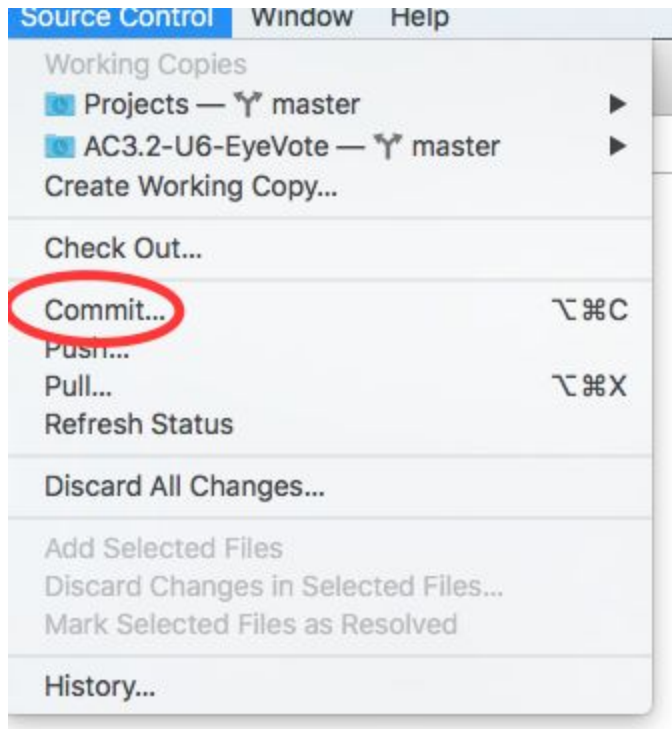 Source Control Window Help
Working Copies
Projects — master ▶
AC3.2-U6-EyeVote — master ▶
Create Working Copy...
Check Out...
Commit... ⌥⌘C
Push...
Pull... ⌥⌘X
Refresh Status
Discard All Changes...
Add Selected Files
Discard Changes in Selected Files...
Mark Selected Files as Resolved
History...